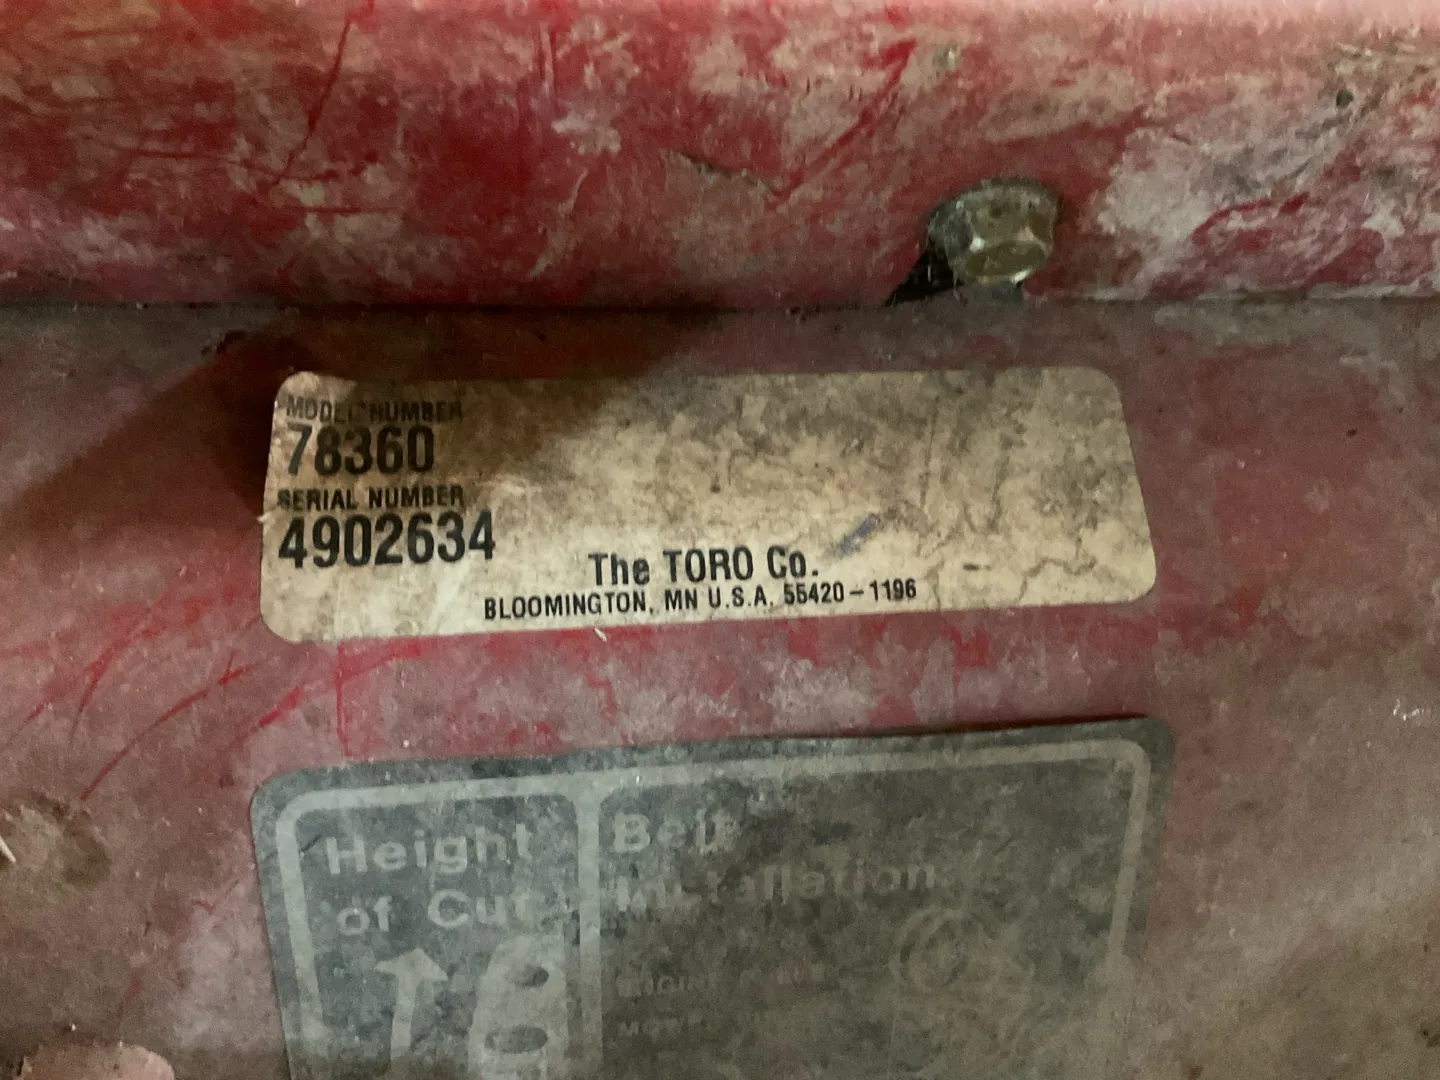 MODEL NUMBER
78360
SERIAL NUMBER
4902634
The TORO Co.
BLOOMINGTON, MN U.S.A. 55420-1196
Height
of Cut
Belt
Installation